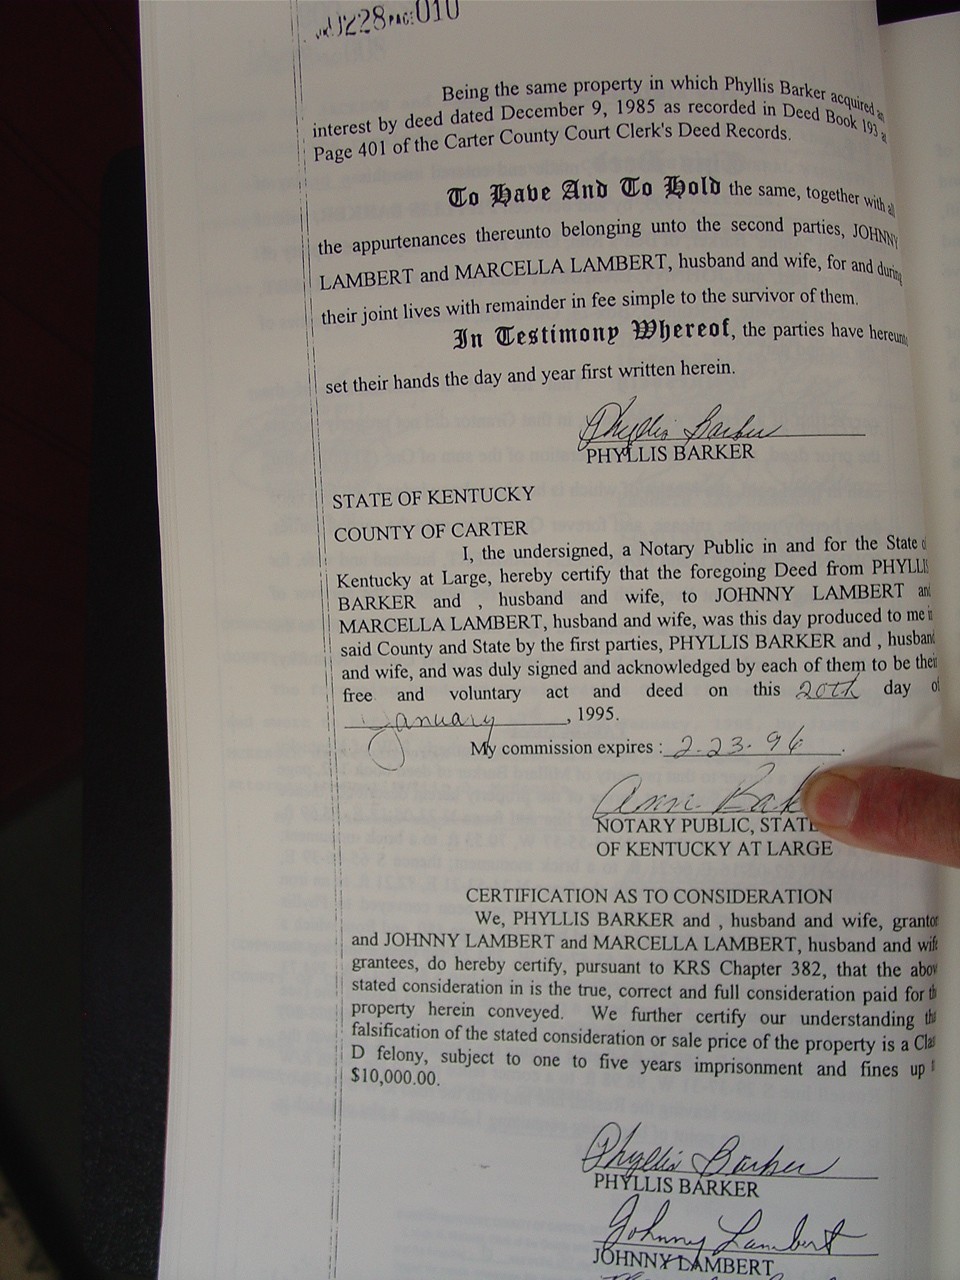 0228 PAGE 010
Being the same property in which Phyllis Barker acquired an
interest by deed dated December 9, 1985 as recorded in Deed Book 193 at
Page 401 of the Carter County Court Clerk's Deed Records.
To Have And To Hold the same, together with all
the appurtenances thereunto belonging unto the second parties, JOHNNY
LAMBERT and MARCELLA LAMBERT, husband and wife, for and during
their joint lives with remainder in fee simple to the survivor of them.
In Testimony Whereof, the parties have hereunto
set their hands the day and year first written herein.
Phyllis Barker
PHYLLIS BARKER
STATE OF KENTUCKY
COUNTY OF CARTER
I, the undersigned, a Notary Public in and for the State of
Kentucky at Large, hereby certify that the foregoing Deed from PHYLLIS
BARKER and , husband and wife, to JOHNNY LAMBERT and
MARCELLA LAMBERT, husband and wife, was this day produced to me in
said County and State by the first parties, PHYLLIS BARKER and , husband
and wife, and was duly signed and acknowledged by each of them to be their
free and voluntary act and deed on this 20th day of
January, 1995.
My commission expires : 2-23-96.
Ann
NOTARY PUBLIC, STATE
OF KENTUCKY AT LARGE
CERTIFICATION AS TO CONSIDERATION
We, PHYLLIS BARKER and , husband and wife, grantor
and JOHNNY LAMBERT and MARCELLA LAMBERT, husband and wife
grantees, do hereby certify, pursuant to KRS Chapter 382, that the above
stated consideration in is the true, correct and full consideration paid for the
property herein conveyed. We further certify our understanding that
falsification of the stated consideration or sale price of the property is a Class
D felony, subject to one to five years imprisonment and fines up to
$10,000.00.
Phyllis Barker
PHYLLIS BARKER
Johnny Lambert
JOHNNY LAMBERT